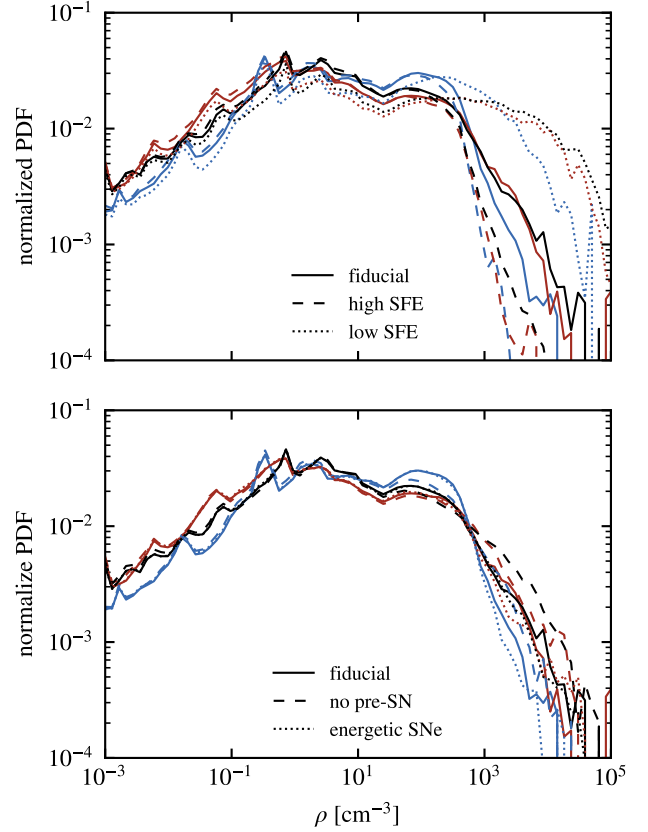 10⁻¹
10⁻²
10⁻³
10⁻⁴
normalized PDF
fiducial
high SFE
low SFE
10⁻¹
10⁻²
10⁻³
10⁻⁴
normalize PDF
fiducial
no pre-SN
energetic SNe
10⁻³ 10⁻¹ 10¹ 10³ 10⁵
ρ [cm⁻³]